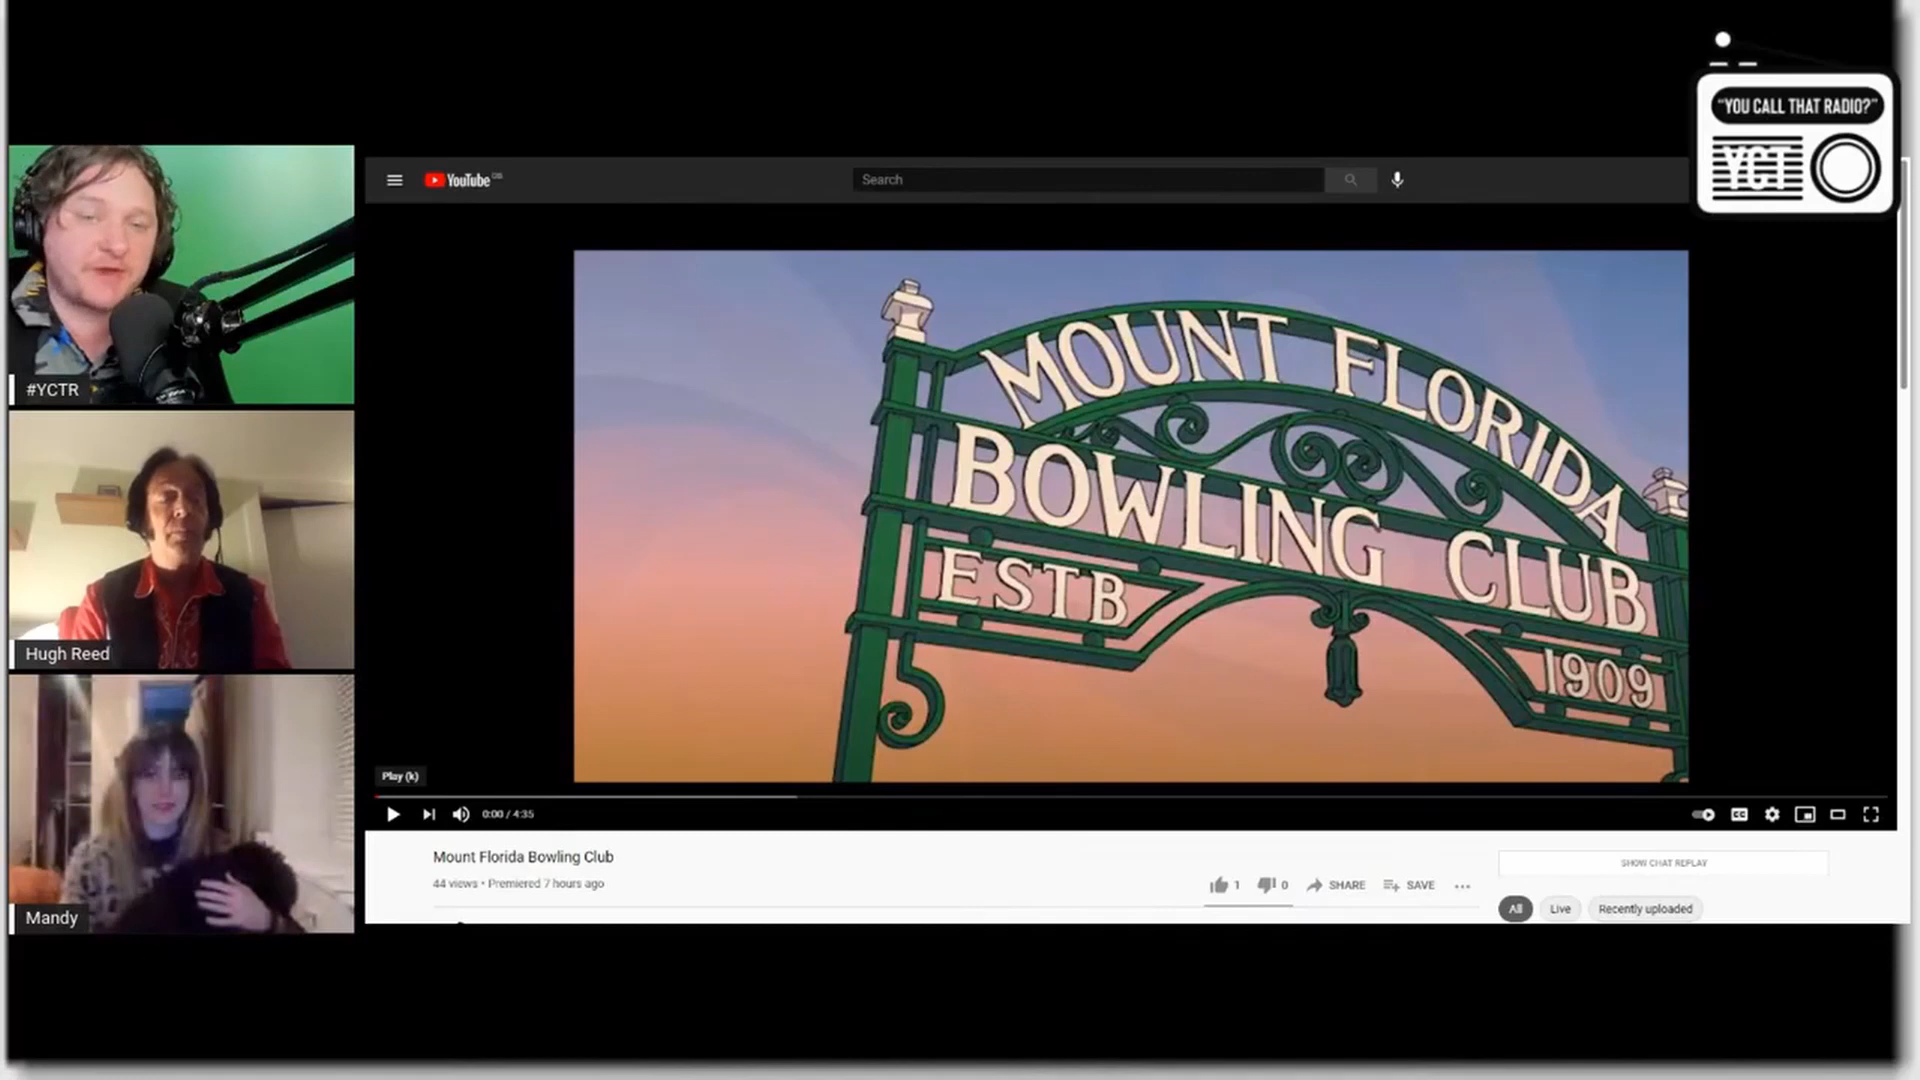 "YOU CALL THAT RADIO?"
YCT
YouTube GB
Search
#YCTR
Hugh Reed
Mandy
MOUNT FLORIDA
BOWLING CLUB
ESTB 1909
Play (k)
0:00 / 4:35
Mount Florida Bowling Club
44 views • Premiered 7 hours ago
1 0 SHARE SAVE ...
SHOW CHAT REPLAY
All Live Recently uploaded